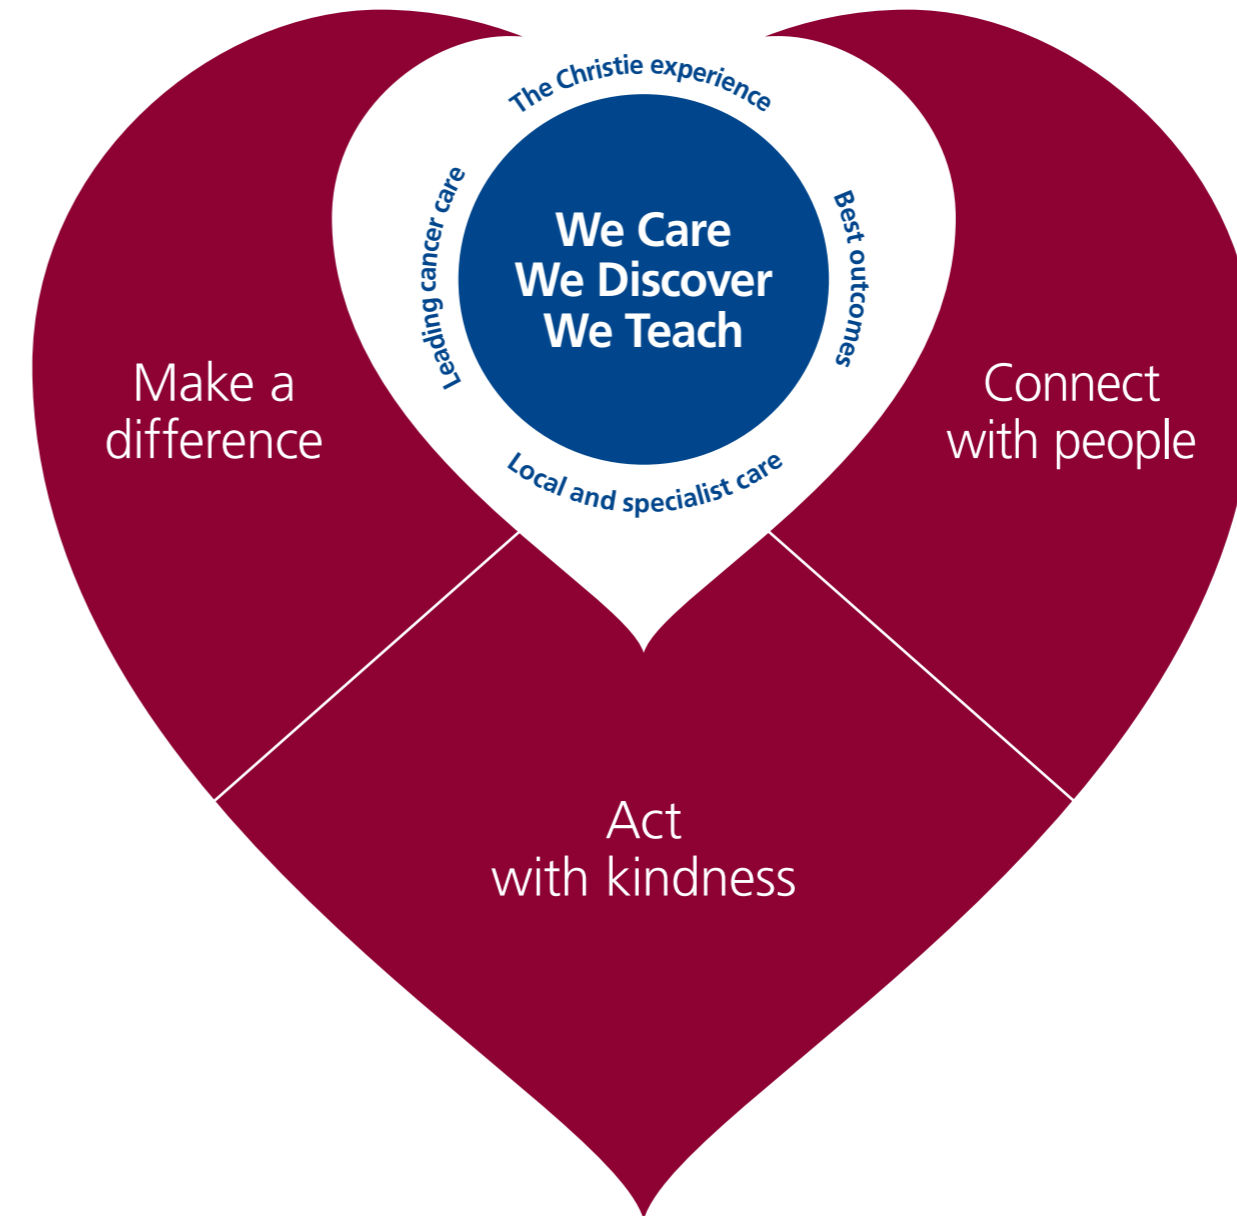 The Christie experience
Leading cancer care
Best outcomes
We Care
We Discover
We Teach
Local and specialist care
Make a
difference
Connect
with people
Act
with kindness